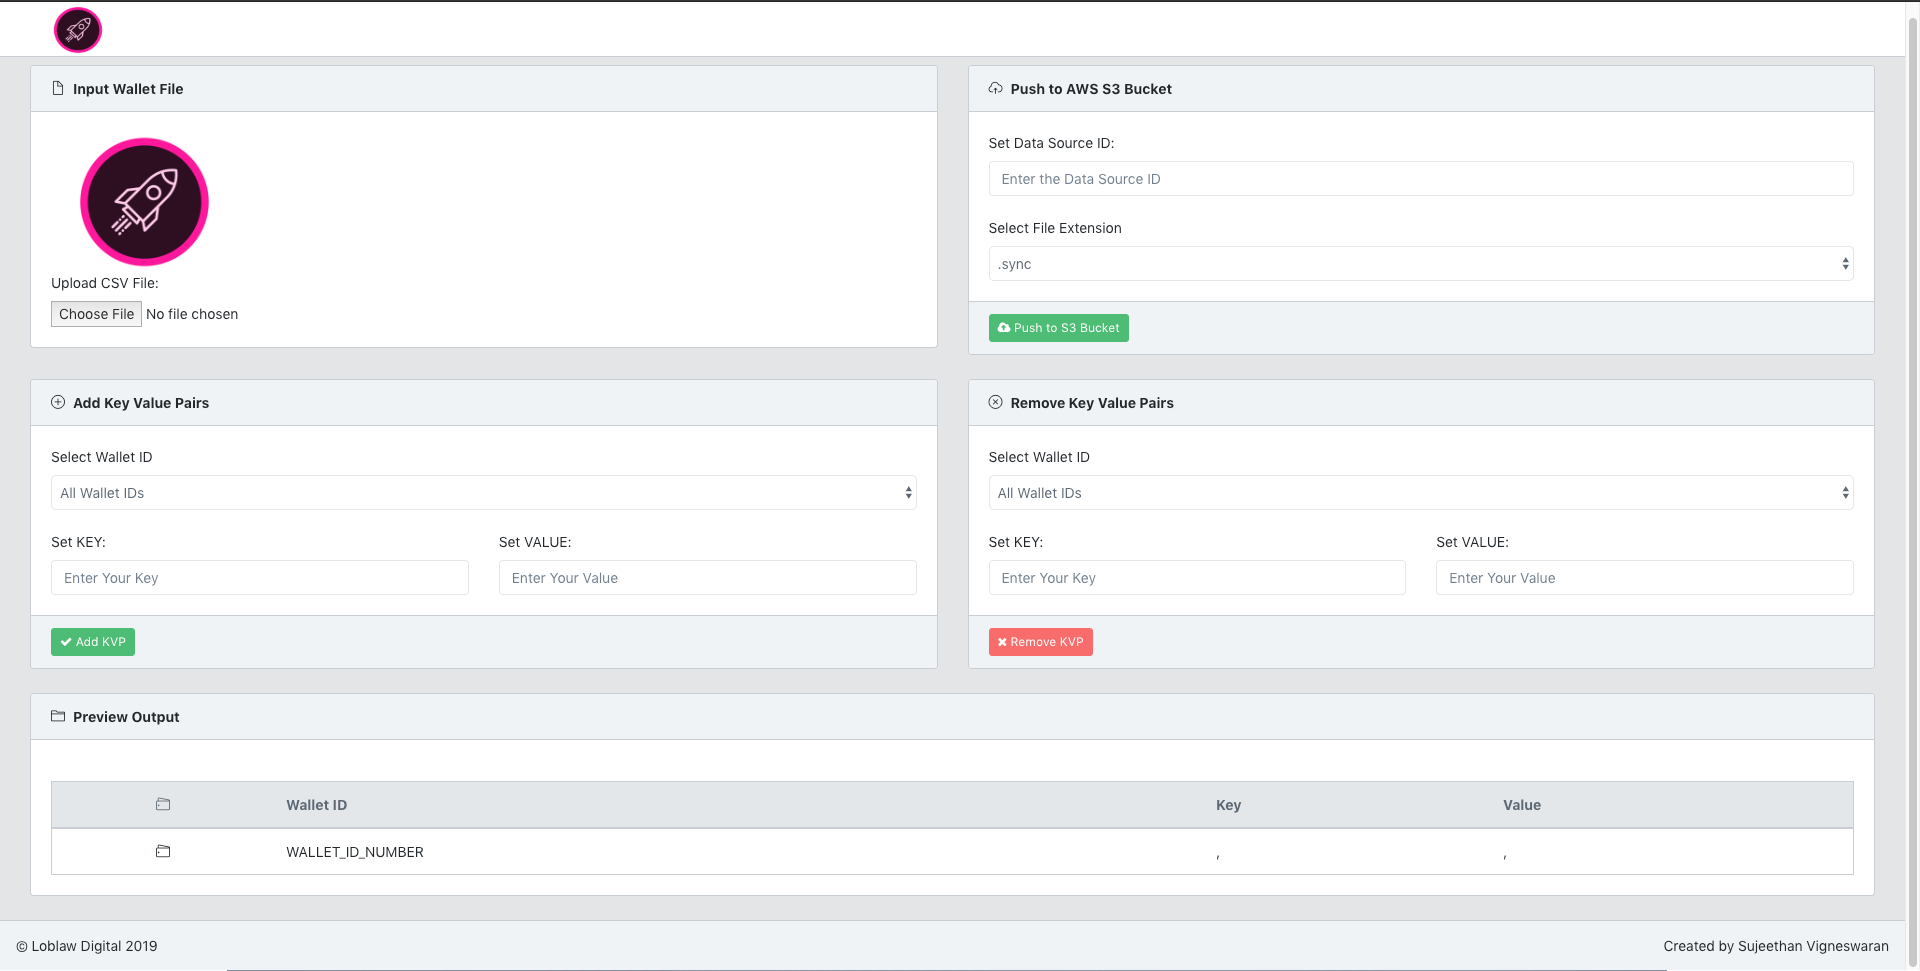 Input Wallet File
Upload CSV File:
Choose File No file chosen
Push to AWS S3 Bucket
Set Data Source ID:
Enter the Data Source ID
Select File Extension
.sync
Push to S3 Bucket
Add Key Value Pairs
Select Wallet ID
All Wallet IDs
Set KEY: Set VALUE:
Enter Your Key Enter Your Value
Add KVP
Remove Key Value Pairs
Select Wallet ID
All Wallet IDs
Set KEY: Set VALUE:
Enter Your Key Enter Your Value
Remove KVP
Preview Output
Wallet ID Key Value
WALLET_ID_NUMBER , ,
© Loblaw Digital 2019 Created by Sujeethan Vigneswaran